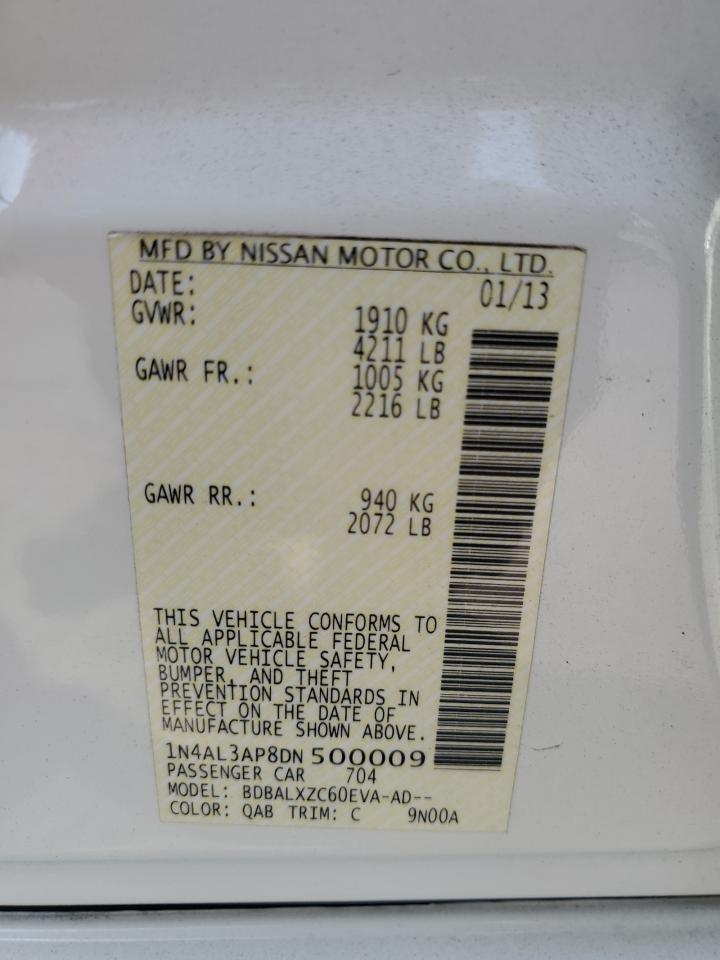 MFD BY NISSAN MOTOR CO., LTD.
DATE: 01/13
GVWR: 1910 KG
4211 LB
GAWR FR.: 1005 KG
2216 LB
GAWR RR.: 940 KG
2072 LB
THIS VEHICLE CONFORMS TO
ALL APPLICABLE FEDERAL
MOTOR VEHICLE SAFETY,
BUMPER, AND THEFT
PREVENTION STANDARDS IN
EFFECT ON THE DATE OF
MANUFACTURE SHOWN ABOVE.
1N4AL3AP8DN 500009
PASSENGER CAR 704
MODEL: BDBALXZC60EVA-AD--
COLOR: QAB TRIM: C 9N00A